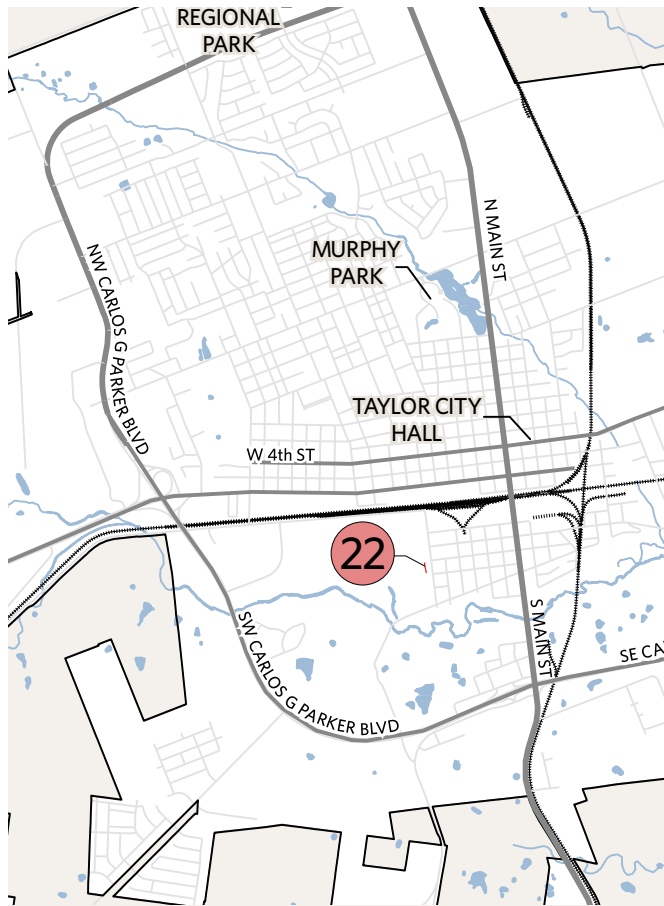 REGIONAL
PARK
N MAIN ST
MURPHY
PARK
NW CARLOS G PARKER BLVD
TAYLOR CITY
HALL
W 4th ST
22
S MAIN ST
SW CARLOS G PARKER BLVD
SE CA